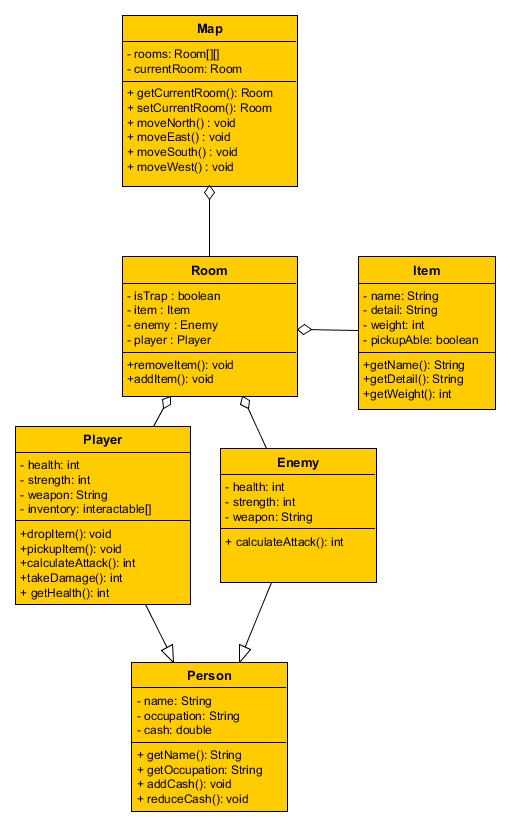 Map
- rooms: Room[][]
- currentRoom: Room
+ getCurrentRoom(): Room
+ setCurrentRoom(): Room
+ moveNorth() : void
+ moveEast() : void
+ moveSouth() : void
+ moveWest() : void
Room
- isTrap : boolean
- item : Item
- enemy : Enemy
- player : Player
+removeItem(): void
+addItem(): void
Item
- name: String
- detail: String
- weight: int
- pickupAble: boolean
+getName(): String
+getDetail(): String
+getWeight(): int
Player
- health: int
- strength: int
- weapon: String
- inventory: interactable[]
+dropItem(): void
+pickupItem(): void
+calculateAttack(): int
+takeDamage(): int
+ getHealth(): int
Enemy
- health: int
- strength: int
- weapon: String
+ calculateAttack(): int
Person
- name: String
- occupation: String
- cash: double
+ getName(): String
+ getOccupation: String
+ addCash(): void
+ reduceCash(): void